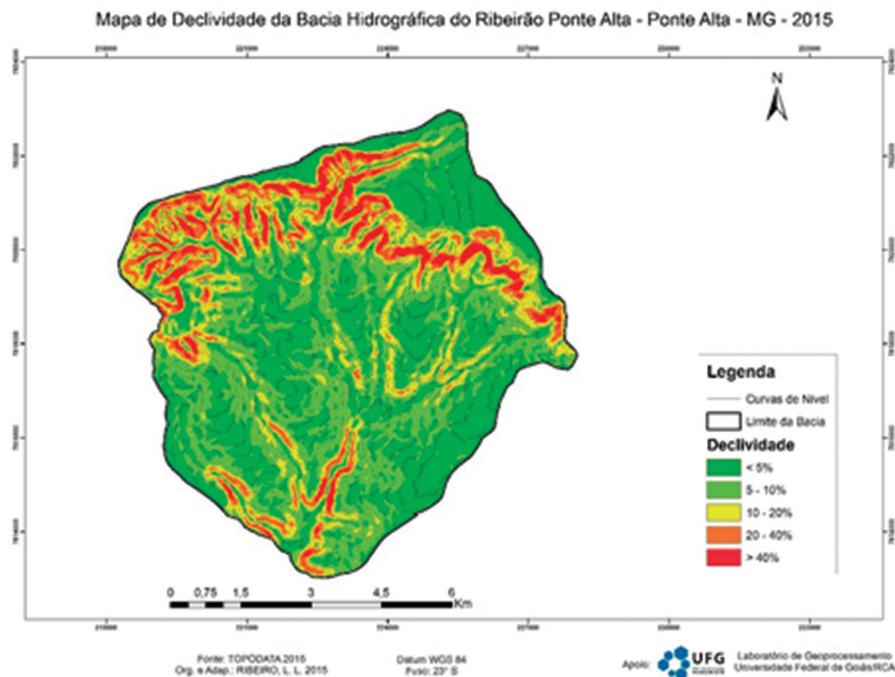 Mapa de Declividade da Bacia Hidrográfica do Ribeirão Ponte Alta - Ponte Alta - MG - 2015
N
Legenda
Curvas de Nivel
Limite da Bacia
Declividade
< 5%
5 - 10%
10 - 20%
20 - 40%
> 40%
0 0,75 1,5 3 4,5 6
Km
Fonte: TOPODATA 2015
Org. e Adap.: RIBEIRO, L. L. 2015
Datum WGS 84
Fuso: 23° S
Apoio:
UFG
Laboratório de Geoprocessamento
Universidade Federal de Goiás/RCA